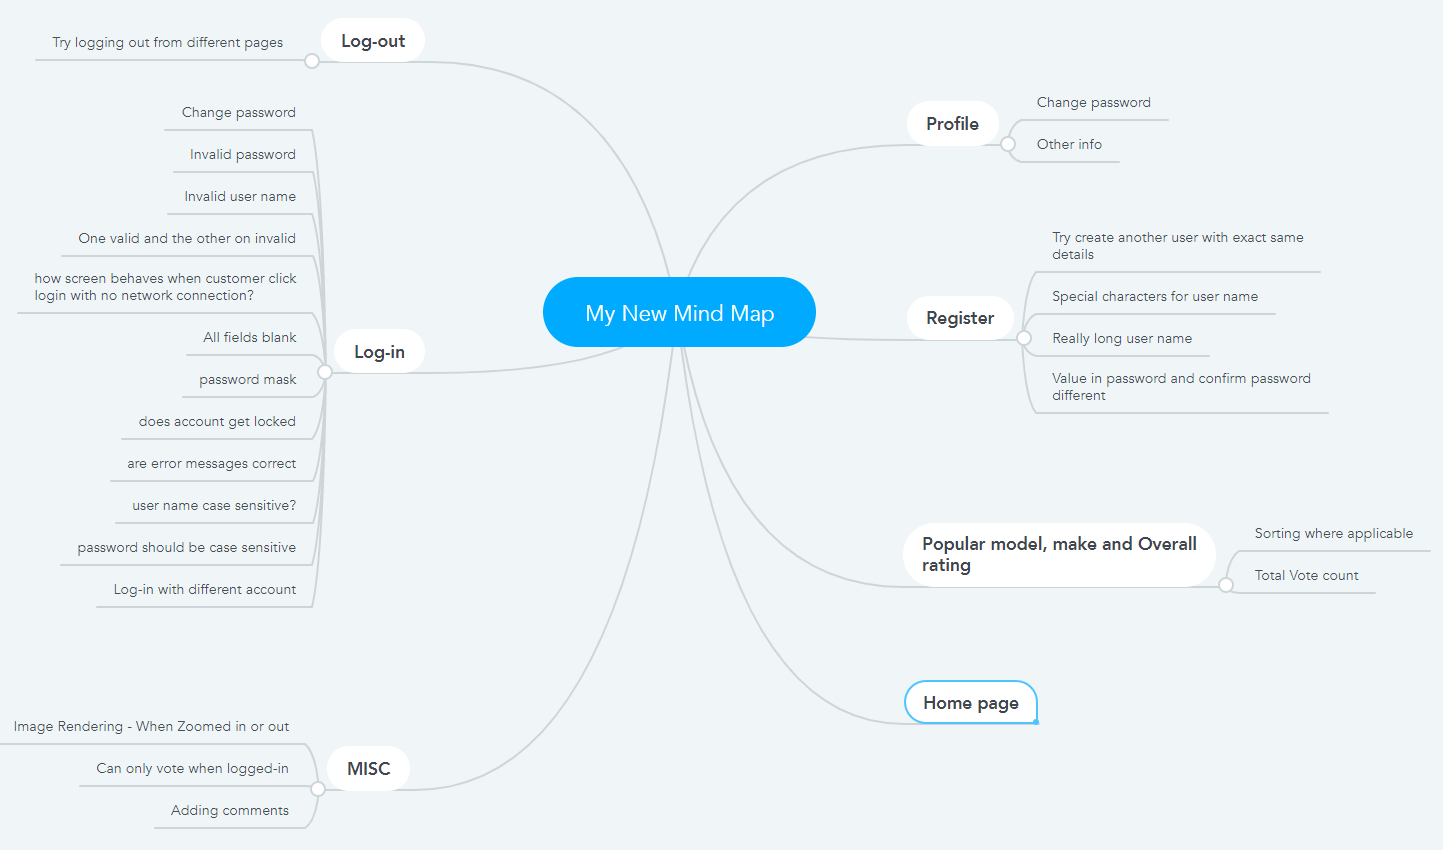 My New Mind Map
Log-out
Try logging out from different pages
Log-in
Change password
Invalid password
Invalid user name
One valid and the other on invalid
how screen behaves when customer click
login with no network connection?
All fields blank
password mask
does account get locked
are error messages correct
user name case sensitive?
password should be case sensitive
Log-in with different account
MISC
Image Rendering - When Zoomed in or out
Can only vote when logged-in
Adding comments
Profile
Change password
Other info
Register
Try create another user with exact same
details
Special characters for user name
Really long user name
Value in password and confirm password
different
Popular model, make and Overall
rating
Sorting where applicable
Total Vote count
Home page